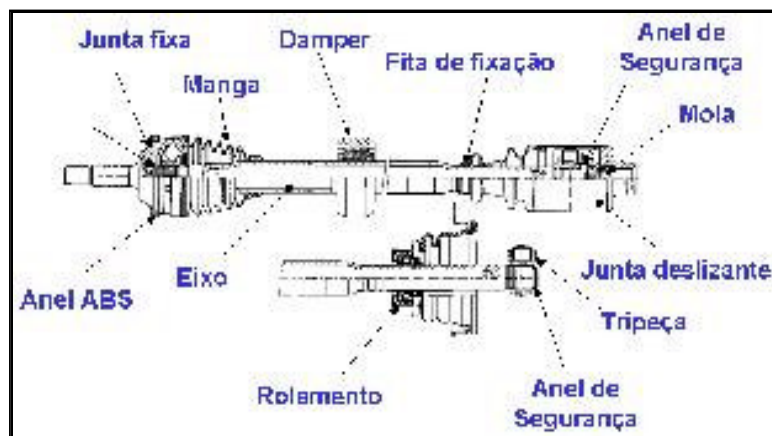 Junta fixa
Damper
Anel de
Segurança
Fita de fixação
Manga
Mola
Anel ABS
Eixo
Junta deslizante
Tripeça
Rolamento
Anel de
Segurança